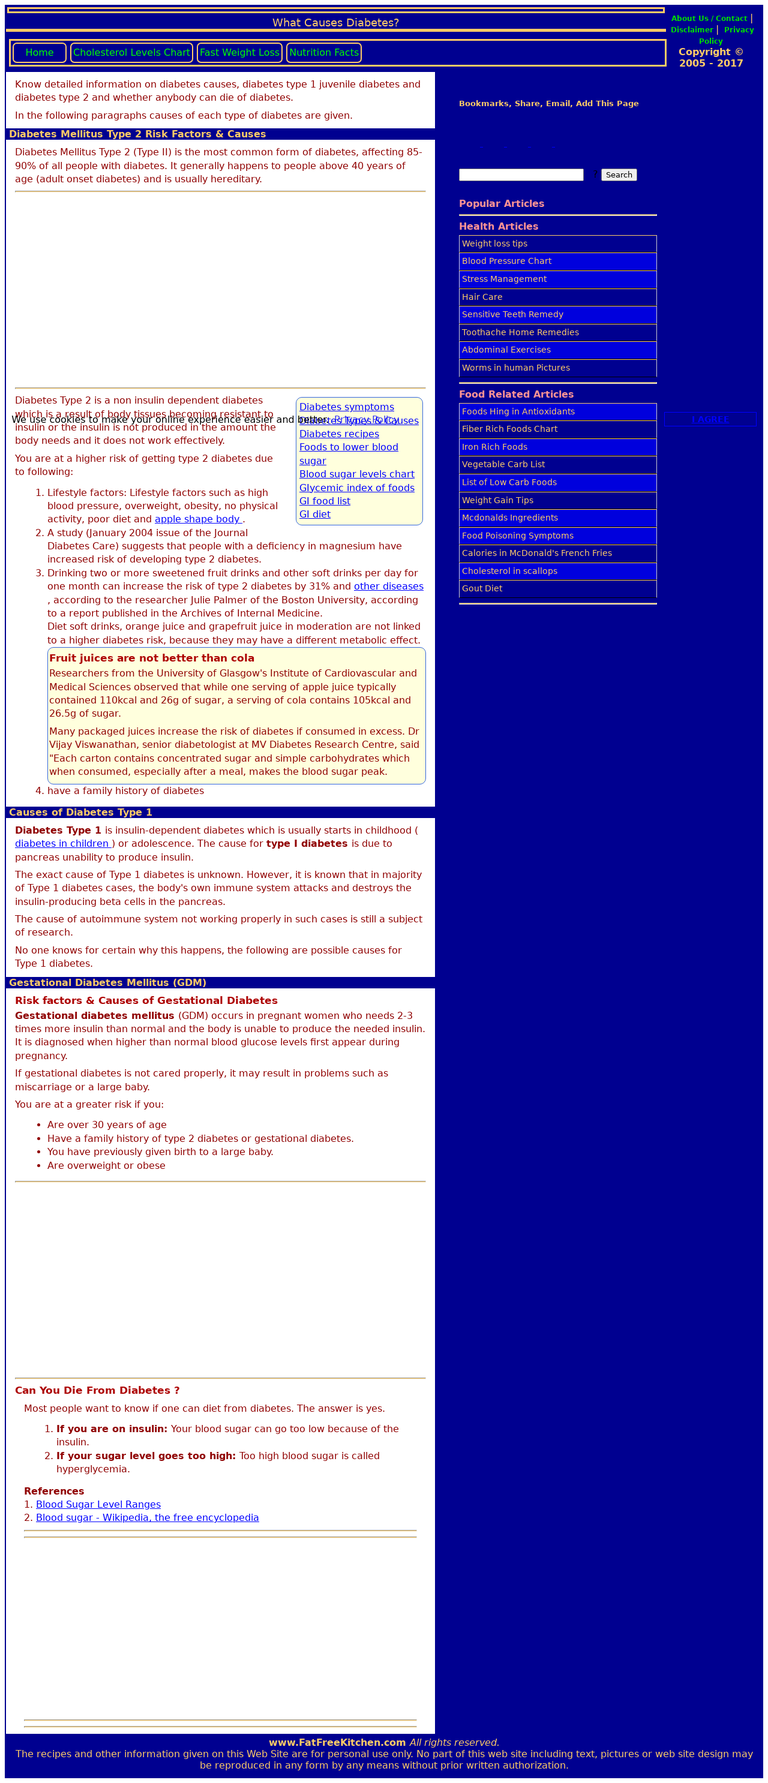 What Causes Diabetes?
About Us / Contact |
Disclaimer | Privacy
Policy
Copyright ©
2005 - 2017
Home
Cholesterol Levels Chart
Fast Weight Loss
Nutrition Facts
Know detailed information on diabetes causes, diabetes type 1 juvenile diabetes and
diabetes type 2 and whether anybody can die of diabetes.
In the following paragraphs causes of each type of diabetes are given.
Diabetes Mellitus Type 2 Risk Factors & Causes
Diabetes Mellitus Type 2 (Type II) is the most common form of diabetes, affecting 85-
90% of all people with diabetes. It generally happens to people above 40 years of
age (adult onset diabetes) and is usually hereditary.
Diabetes Type 2 is a non insulin dependent diabetes
which is a result of body tissues becoming resistant to
insulin or the insulin is not produced in the amount the
body needs and it does not work effectively.
We use cookies to make your online experience easier and better. Privacy Policy
I AGREE
Diabetes symptoms
Diabetes Types & Causes
Diabetes recipes
Foods to lower blood
sugar
Blood sugar levels chart
Glycemic index of foods
GI food list
GI diet
You are at a higher risk of getting type 2 diabetes due
to following:
1. Lifestyle factors: Lifestyle factors such as high
blood pressure, overweight, obesity, no physical
activity, poor diet and apple shape body .
2. A study (January 2004 issue of the Journal
Diabetes Care) suggests that people with a deficiency in magnesium have
increased risk of developing type 2 diabetes.
3. Drinking two or more sweetened fruit drinks and other soft drinks per day for
one month can increase the risk of type 2 diabetes by 31% and other diseases
, according to the researcher Julie Palmer of the Boston University, according
to a report published in the Archives of Internal Medicine.
Diet soft drinks, orange juice and grapefruit juice in moderation are not linked
to a higher diabetes risk, because they may have a different metabolic effect.
Fruit juices are not better than cola
Researchers from the University of Glasgow's Institute of Cardiovascular and
Medical Sciences observed that while one serving of apple juice typically
contained 110kcal and 26g of sugar, a serving of cola contains 105kcal and
26.5g of sugar.
Many packaged juices increase the risk of diabetes if consumed in excess. Dr
Vijay Viswanathan, senior diabetologist at MV Diabetes Research Centre, said
"Each carton contains concentrated sugar and simple carbohydrates which
when consumed, especially after a meal, makes the blood sugar peak.
4. have a family history of diabetes
Causes of Diabetes Type 1
Diabetes Type 1 is insulin-dependent diabetes which is usually starts in childhood (
diabetes in children ) or adolescence. The cause for type I diabetes is due to
pancreas unability to produce insulin.
The exact cause of Type 1 diabetes is unknown. However, it is known that in majority
of Type 1 diabetes cases, the body's own immune system attacks and destroys the
insulin-producing beta cells in the pancreas.
The cause of autoimmune system not working properly in such cases is still a subject
of research.
No one knows for certain why this happens, the following are possible causes for
Type 1 diabetes.
Gestational Diabetes Mellitus (GDM)
Risk factors & Causes of Gestational Diabetes
Gestational diabetes mellitus (GDM) occurs in pregnant women who needs 2-3
times more insulin than normal and the body is unable to produce the needed insulin.
It is diagnosed when higher than normal blood glucose levels first appear during
pregnancy.
If gestational diabetes is not cared properly, it may result in problems such as
miscarriage or a large baby.
You are at a greater risk if you:
• Are over 30 years of age
• Have a family history of type 2 diabetes or gestational diabetes.
• You have previously given birth to a large baby.
• Are overweight or obese
Can You Die From Diabetes ?
Most people want to know if one can diet from diabetes. The answer is yes.
1. If you are on insulin: Your blood sugar can go too low because of the
insulin.
2. If your sugar level goes too high: Too high blood sugar is called
hyperglycemia.
References
1. Blood Sugar Level Ranges
2. Blood sugar - Wikipedia, the free encyclopedia
Bookmarks, Share, Email, Add This Page
Search
Popular Articles
Health Articles
Weight loss tips
Blood Pressure Chart
Stress Management
Hair Care
Sensitive Teeth Remedy
Toothache Home Remedies
Abdominal Exercises
Worms in human Pictures
Food Related Articles
Foods Hing in Antioxidants
Fiber Rich Foods Chart
Iron Rich Foods
Vegetable Carb List
List of Low Carb Foods
Weight Gain Tips
Mcdonalds Ingredients
Food Poisoning Symptoms
Calories in McDonald's French Fries
Cholesterol in scallops
Gout Diet
www.FatFreeKitchen.com All rights reserved.
The recipes and other information given on this Web Site are for personal use only. No part of this web site including text, pictures or web site design may
be reproduced in any form by any means without prior written authorization.